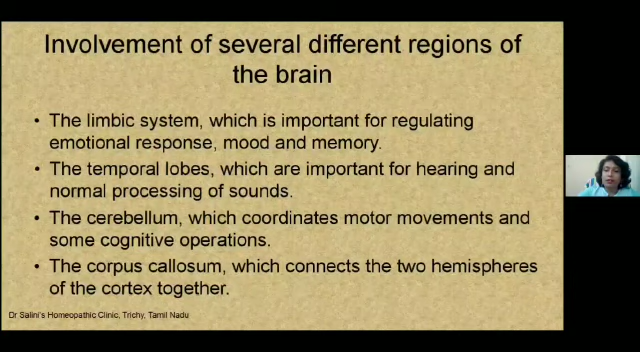 Involvement of several different regions of
the brain
• The limbic system, which is important for regulating
emotional response, mood and memory.
• The temporal lobes, which are important for hearing and
normal processing of sounds.
• The cerebellum, which coordinates motor movements and
some cognitive operations.
• The corpus callosum, which connects the two hemispheres
of the cortex together.
Dr Salini's Homeopathic Clinic, Trichy, Tamil Nadu